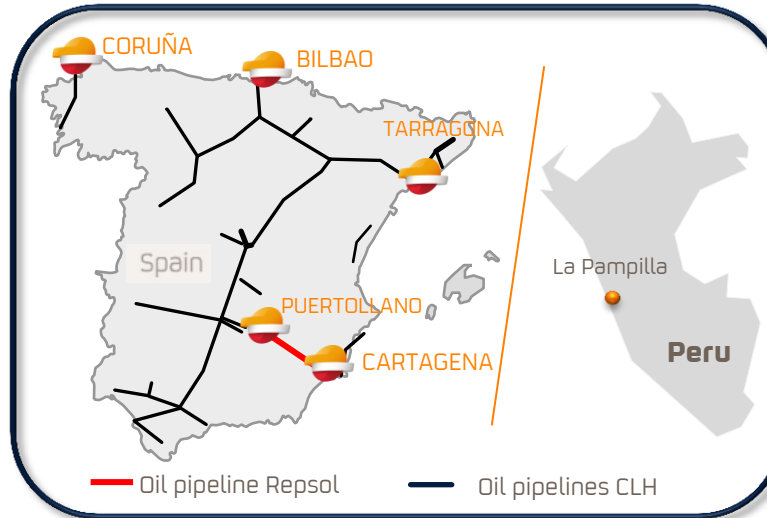 CORUÑA
BILBAO
TARRAGONA
Spain
La Pampilla
PUERTOLLANO
Peru
CARTAGENA
Oil pipeline Repsol
Oil pipelines CLH